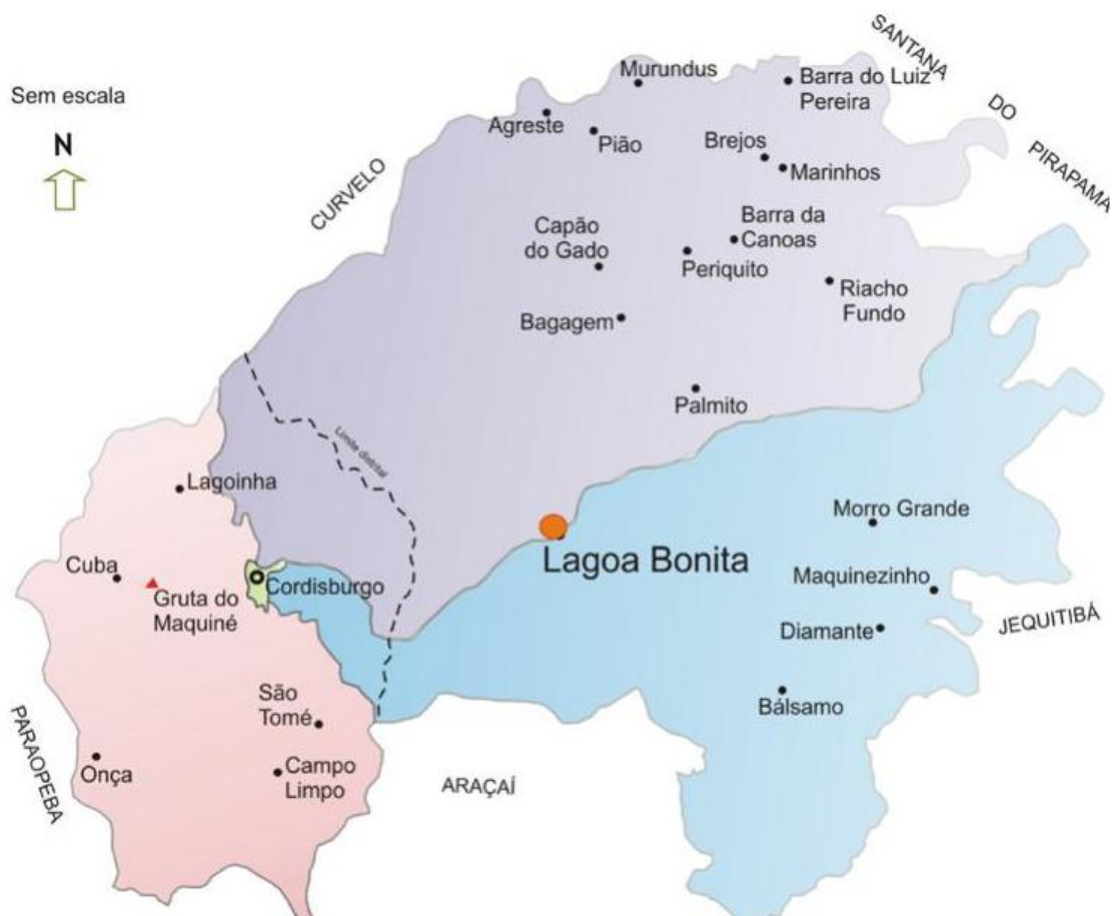 Sem escala
N
SANTANA
DO
PIRAPAMA
Murundus
Barra do Luiz
Pereira
Agreste
Pião
Brejos
Marinhos
CURVELO
Capão
do Gado
Barra da
Canoas
Periquito
Riacho
Fundo
Bagagem
Palmito
Limite distrital
Lagoinha
Morro Grande
Lagoa Bonita
Cuba
Cordisburgo
Gruta do
Maquiné
Maquinezinho
JEQUITIBÁ
Diamante
São
Tomé
Bálsamo
PARAOPEBA
Onça
Campo
Limpo
ARAÇAÍ